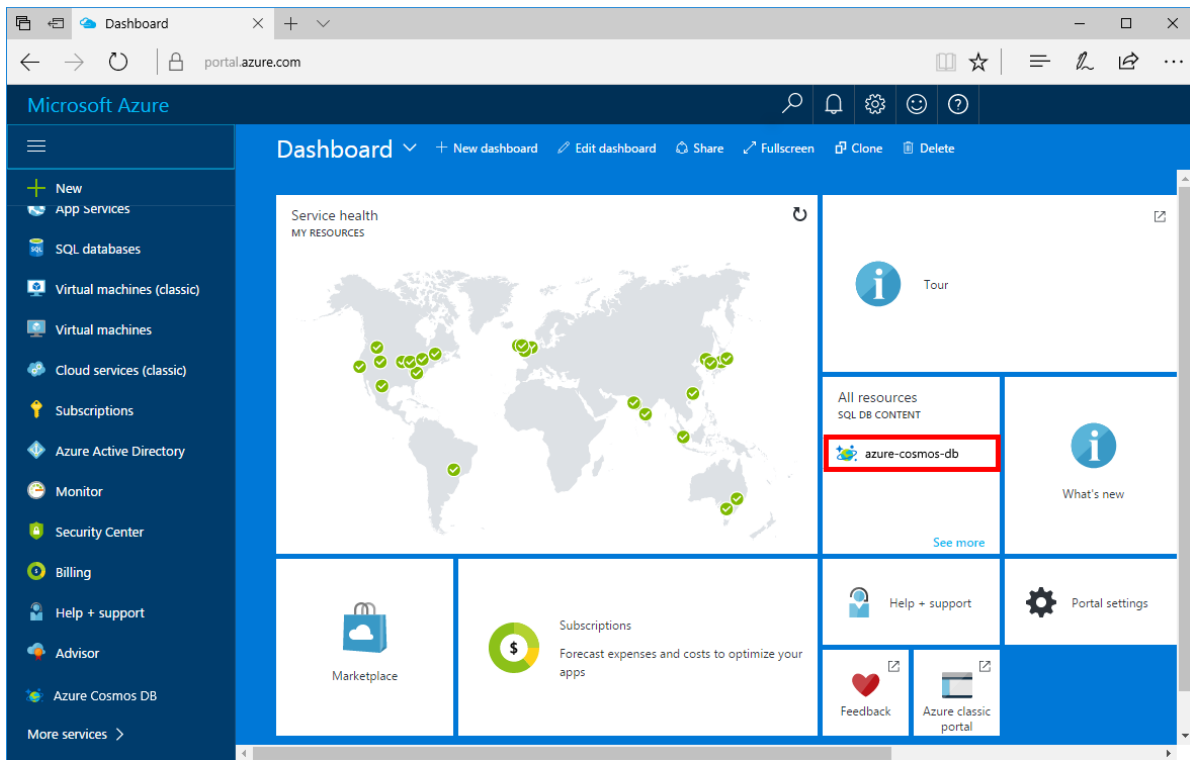 Dashboard
portal.azure.com
Microsoft Azure
Dashboard
New dashboard
Edit dashboard
Share
Fullscreen
Clone
Delete
New
App Services
SQL databases
Virtual machines (classic)
Virtual machines
Cloud services (classic)
Subscriptions
Azure Active Directory
Monitor
Security Center
Billing
Help + support
Advisor
Azure Cosmos DB
More services
Service health
MY RESOURCES
Tour
All resources
SQL DB CONTENT
azure-cosmos-db
See more
What's new
Marketplace
Subscriptions
Forecast expenses and costs to optimize your
apps
Help + support
Portal settings
Feedback
Azure classic
portal